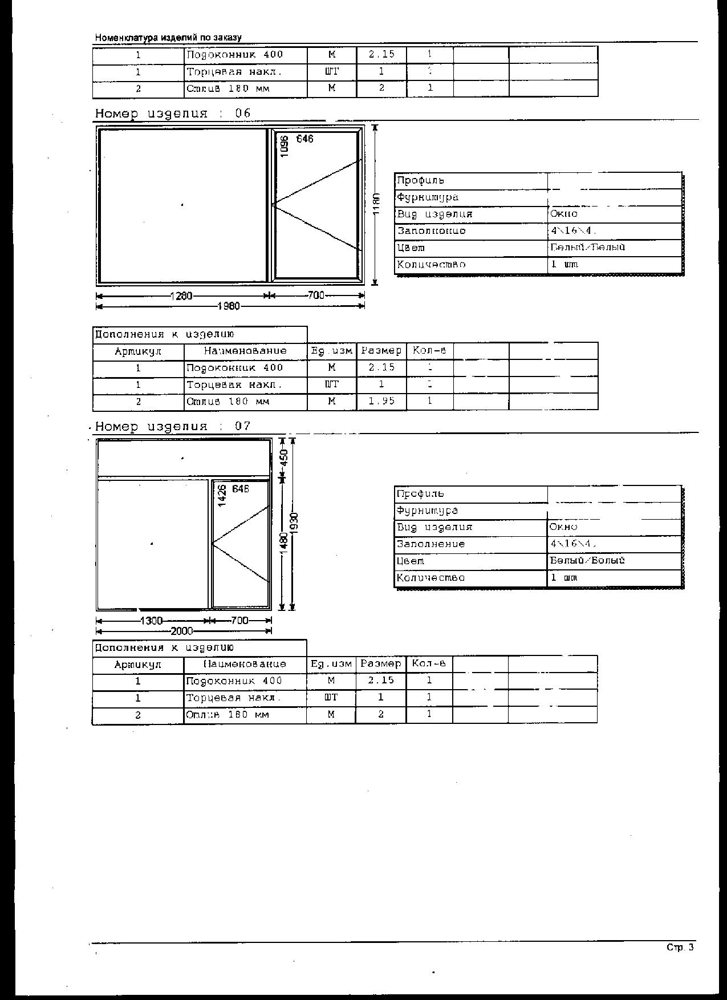 Номенклатура изделий по заказу
1 Подоконник 400 М 2.15 1
1 Торцевая накл. ШТ 1 1
2 Отлив 180 мм М 2 1
Номер изделия : 06
1096 646
1180
Профиль
Фурнитура
Вид изделия Окно
Заполнение 4\16\4.
Цвет Белый/Белый
Количество 1 шт
1280 700
1980
Дополнения к изделию
Артикул Наименование Ед.изм Размер Кол-в
1 Подоконник 400 М 2.15 1
1 Торцевая накл. ШТ 1 1
2 Отлив 180 мм М 1.95 1
Номер изделия : 07
450
1426 646
1480 1930
Профиль
Фурнитура
Вид изделия Окно
Заполнение 4\16\4.
Цвет Белый/Белый
Количество 1 шт
1300 700
2000
Дополнения к изделию
Артикул Наименование Ед.изм Размер Кол-в
1 Подоконник 400 М 2.15 1
1 Торцевая накл. ШТ 1 1
2 Отлив 180 мм М 2 1
Стр. 3